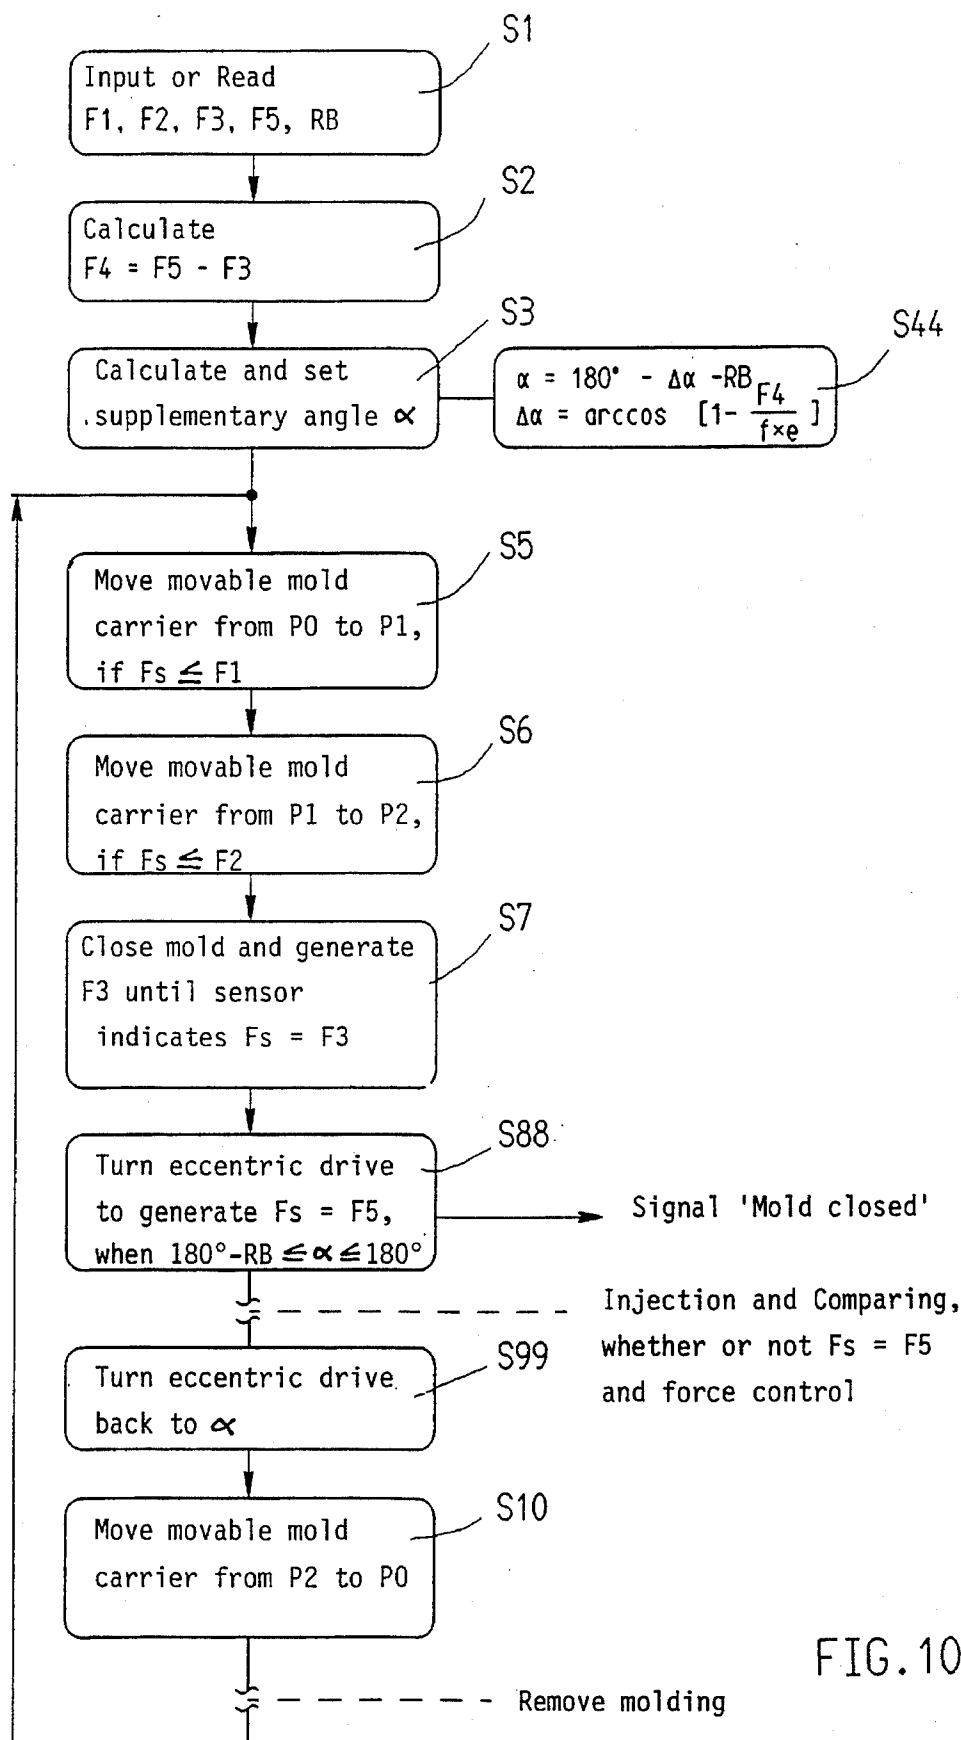 S1
Input or Read
F1, F2, F3, F5, RB
S2
Calculate
F4 = F5 - F3
S3
Calculate and set
supplementary angle α
S44
α = 180° - Δα -RB
Δα = arccos [1- F4
f×e ]
S5
Move movable mold
carrier from P0 to P1,
if Fs ≤ F1
S6
Move movable mold
carrier from P1 to P2,
if Fs ≤ F2
S7
Close mold and generate
F3 until sensor
indicates Fs = F3
S88
Turn eccentric drive
to generate Fs = F5,
when 180°-RB ≤ α ≤ 180°
Signal 'Mold closed'
Injection and Comparing,
whether or not Fs = F5
and force control
S99
Turn eccentric drive
back to α
S10
Move movable mold
carrier from P2 to P0
FIG.10
Remove molding